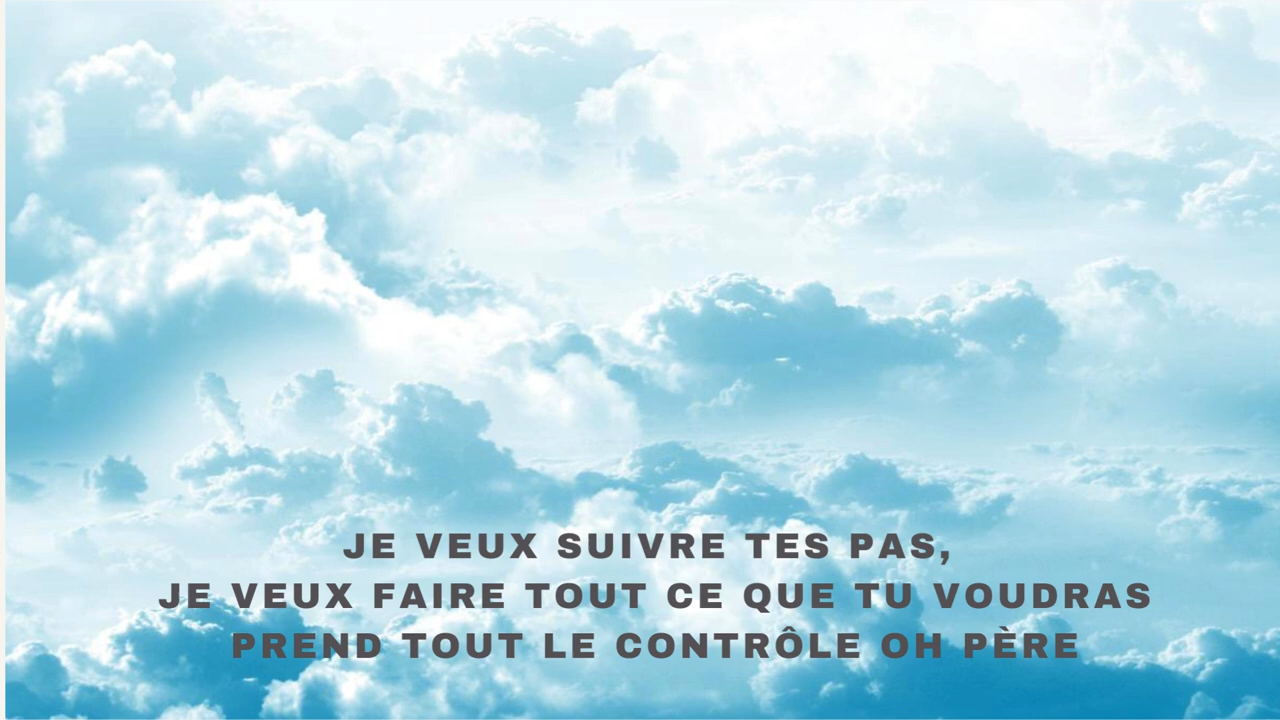 JE VEUX SUIVRE TES PAS,
JE VEUX FAIRE TOUT CE QUE TU VOUDRAS
PREND TOUT LE CONTRÔLE OH PÈRE